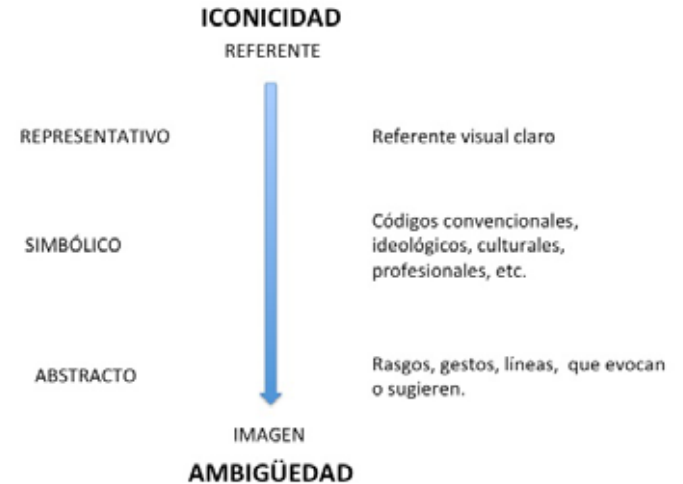 ICONICIDAD
REFERENTE
REPRESENTATIVO
Referente visual claro
SIMBÓLICO
Códigos convencionales,
ideológicos, culturales,
profesionales, etc.
ABSTRACTO
Rasgos, gestos, líneas, que evocan
o sugieren.
IMAGEN
AMBIGÜEDAD